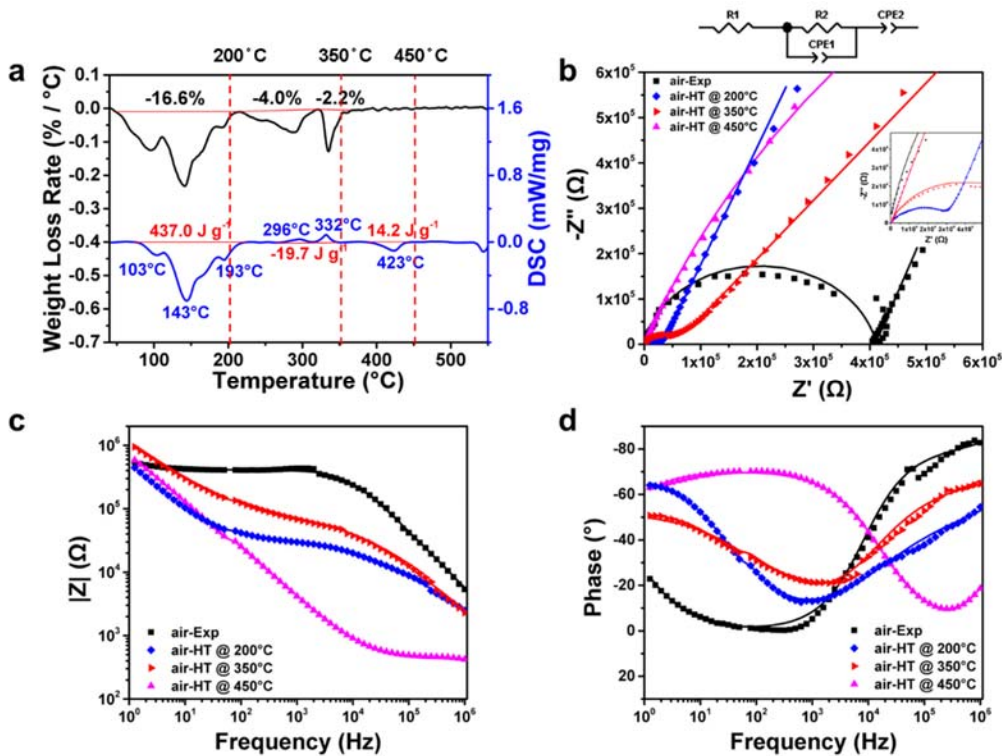 R1
R2
CPE2
CPE1
a
200°C
350°C
450°C
Weight Loss Rate (% / °C)
0.1
0.0
-0.1
-0.2
-0.3
-0.4
-0.5
-0.6
-0.7
-16.6%
-4.0%
-2.2%
437.0 J g⁻¹
296°C
332°C
14.2 J g⁻¹
-19.7 J g⁻¹
103°C
193°C
143°C
423°C
1.6
0.8
0.0
-0.8
DSC (mW/mg)
100
200
300
400
500
Temperature (°C)
b
-Z'' (Ω)
6x10⁵
5x10⁵
4x10⁵
3x10⁵
2x10⁵
1x10⁵
0
air-Exp
air-HT @ 200°C
air-HT @ 350°C
air-HT @ 450°C
-Z'' (Ω)
Z' (Ω)
0
1x10⁵
2x10⁵
3x10⁵
4x10⁵
5x10⁵
6x10⁵
Z' (Ω)
c
|Z| (Ω)
10⁶
10⁵
10⁴
10³
10²
air-Exp
air-HT @ 200°C
air-HT @ 350°C
air-HT @ 450°C
10⁰
10¹
10²
10³
10⁴
10⁵
10⁶
Frequency (Hz)
d
Phase (°)
-80
-60
-40
-20
0
20
air-Exp
air-HT @ 200°C
air-HT @ 350°C
air-HT @ 450°C
10⁰
10¹
10²
10³
10⁴
10⁵
10⁶
Frequency (Hz)